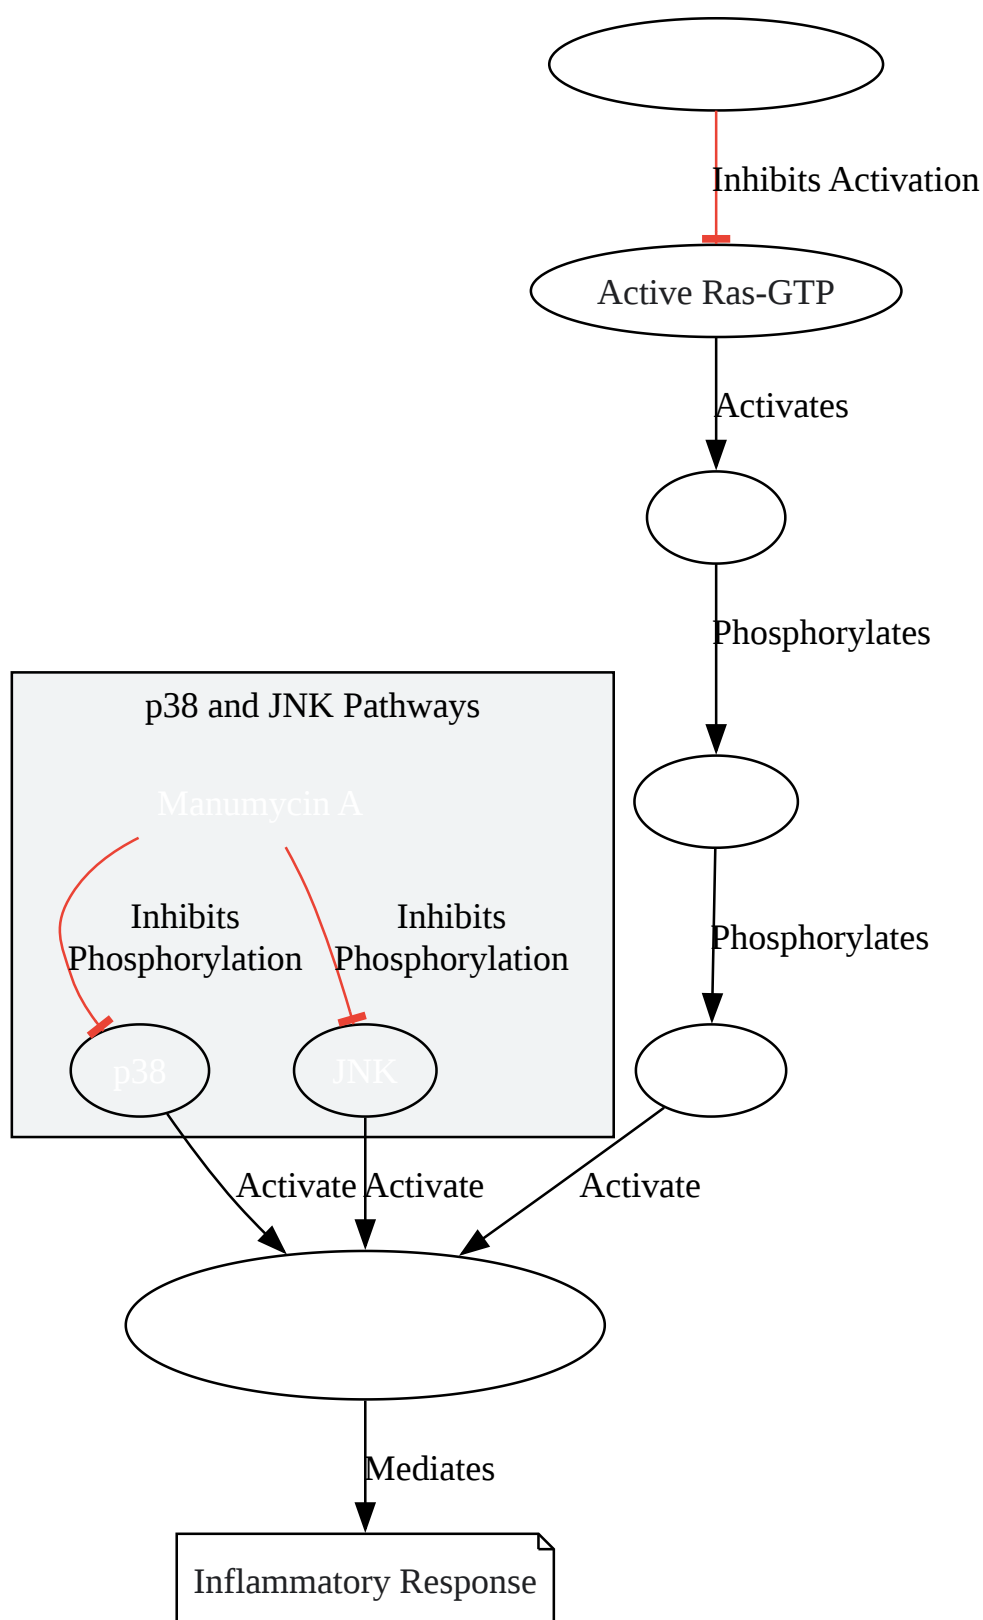 Inhibits Activation
Active Ras-GTP
Activates
Phosphorylates
p38 and JNK Pathways
Manumycin A
Inhibits
Phosphorylation
Inhibits
Phosphorylation
Phosphorylates
p38
JNK
Activate
Activate
Activate
Mediates
Inflammatory Response